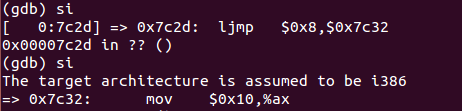 (gdb) si
[   0:7c2d] => 0x7c2d:  ljmp   $0x8,$0x7c32
0x00007c2d in ?? ()
(gdb) si
The target architecture is assumed to be i386
=> 0x7c32:      mov    $0x10,%ax